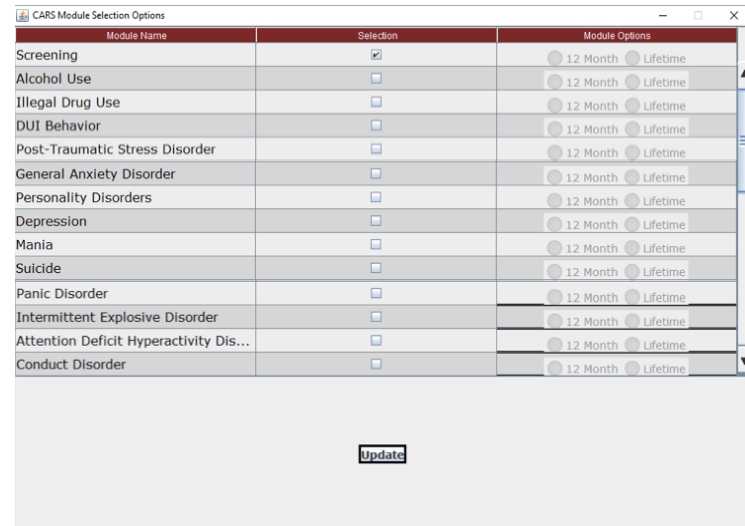 CARS Module Selection Options
Module Name Selection Module Options
Screening 12 Month Lifetime
Alcohol Use 12 Month Lifetime
Illegal Drug Use 12 Month Lifetime
DUI Behavior 12 Month Lifetime
Post-Traumatic Stress Disorder 12 Month Lifetime
General Anxiety Disorder 12 Month Lifetime
Personality Disorders 12 Month Lifetime
Depression 12 Month Lifetime
Mania 12 Month Lifetime
Suicide 12 Month Lifetime
Panic Disorder 12 Month Lifetime
Intermittent Explosive Disorder 12 Month Lifetime
Attention Deficit Hyperactivity Dis... 12 Month Lifetime
Conduct Disorder 12 Month Lifetime
Update